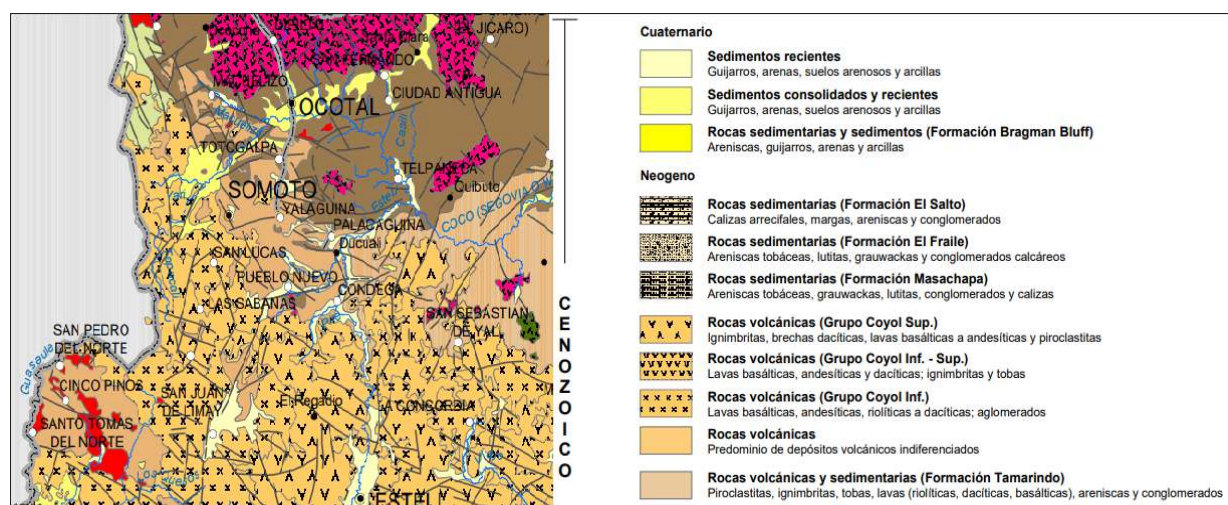 EL JICARO)
SAN FERNANDO
CIUDAD ANTIGUA
OCOTAL
TOTOGALPA
TELPANECA
Quibuto
SOMOTO
YALAGUINA
PALACAGUINA
Ducuali
SAN LUCAS
PUEBLO NUEVO
CONDEGA
LAS SABANAS
SAN SEBASTIAN
DE YALI
SAN PEDRO
DEL NORTE
Guasaule
CINCO PINOS
SAN JUAN
DE LIMAY
El Regadio
LA CONCORDIA
SANTO TOMAS
DEL NORTE
ESTELI
Estelí
CENOZOICO
Cuaternario
Sedimentos recientes
Guijarros, arenas, suelos arenosos y arcillas
Sedimentos consolidados y recientes
Guijarros, arenas, suelos arenosos y arcillas
Rocas sedimentarias y sedimentos (Formación Bragman Bluff)
Areniscas, guijarros, arenas y arcillas
Neogeno
Rocas sedimentarias (Formación El Salto)
Calizas arrecifales, margas, areniscas y conglomerados
Rocas sedimentarias (Formación El Fraile)
Areniscas tobáceas, lutitas, grauwackas y conglomerados calcáreos
Rocas sedimentarias (Formación Masachapa)
Areniscas tobáceas, grauwackas, lutitas, conglomerados y calizas
Rocas volcánicas (Grupo Coyol Sup.)
Ignimbritas, brechas dacíticas, lavas basálticas a andesíticas y piroclastitas
Rocas volcánicas (Grupo Coyol Inf. - Sup.)
Lavas basálticas, andesíticas y dacíticas; ignimbritas y tobas
Rocas volcánicas (Grupo Coyol Inf.)
Lavas basálticas, andesíticas, riolíticas a dacíticas; aglomerados
Rocas volcánicas
Predominio de depósitos volcánicos indiferenciados
Rocas volcánicas y sedimentarias (Formación Tamarindo)
Piroclastitas, ignimbritas, tobas, lavas (riolíticas, dacíticas, basálticas), areniscas y conglomerados